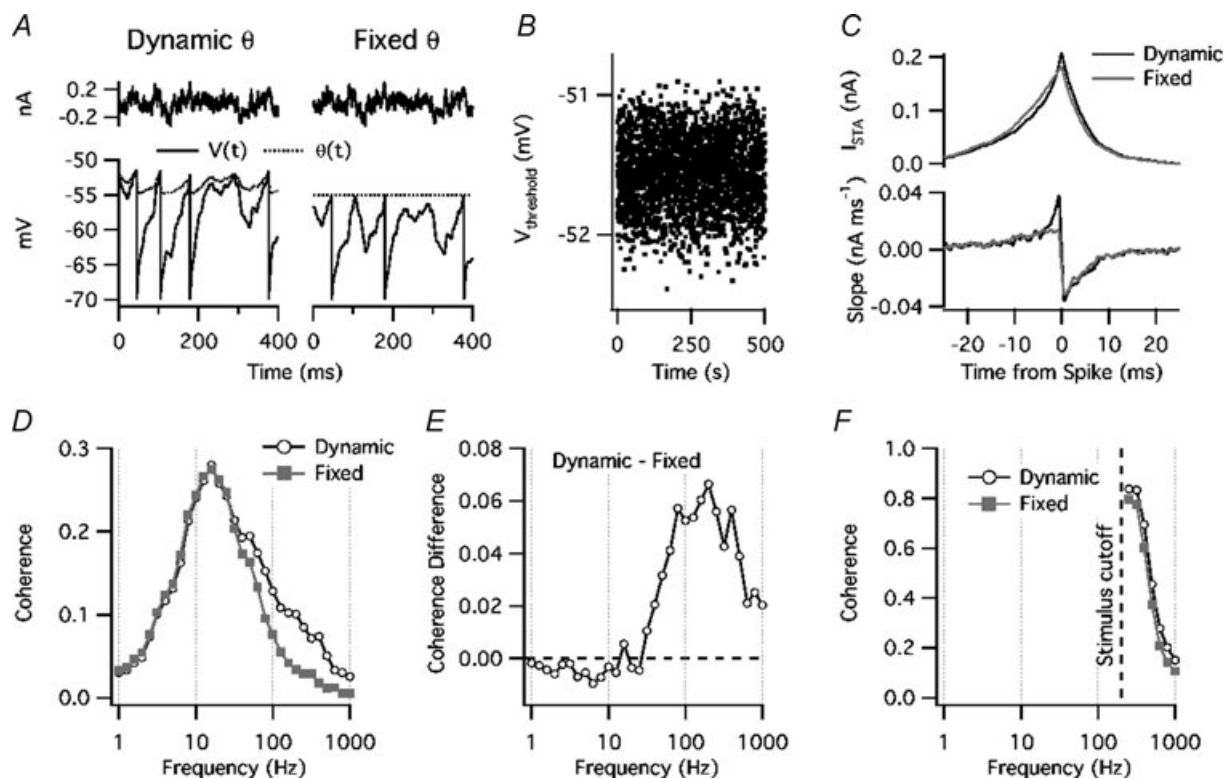 A
Dynamic θ
Fixed θ
nA
0.2
-0.2
V(t)
θ(t)
mV
-50
-55
-60
-65
-70
0 200 400
0 200 400
Time (ms)
B
Vthreshold (mV)
-51
-52
0 250 500
Time (s)
C
Dynamic
Fixed
ISTA (nA)
0.2
0.1
0.0
Slope (nA ms-1)
0.04
0.00
-0.04
-20 -10 0 10 20
Time from Spike (ms)
D
Dynamic
Fixed
Coherence
0.3
0.2
0.1
0.0
1 10 100 1000
Frequency (Hz)
E
Dynamic - Fixed
Coherence Difference
0.08
0.06
0.04
0.02
0.00
1 10 100 1000
Frequency (Hz)
F
Dynamic
Fixed
Stimulus cutoff
Coherence
1.0
0.8
0.6
0.4
0.2
0.0
1 10 100 1000
Frequency (Hz)